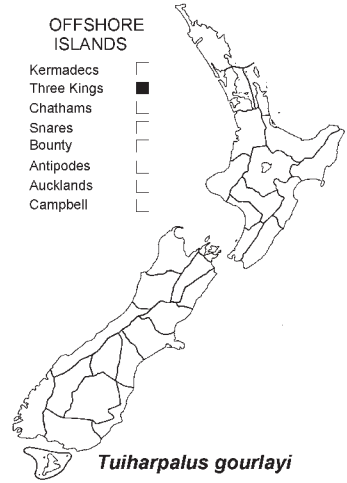 OFFSHORE
ISLANDS
Kermadecs
Three Kings
Chathams
Snares
Bounty
Antipodes
Aucklands
Campbell
Tuiharpalus gourlayi